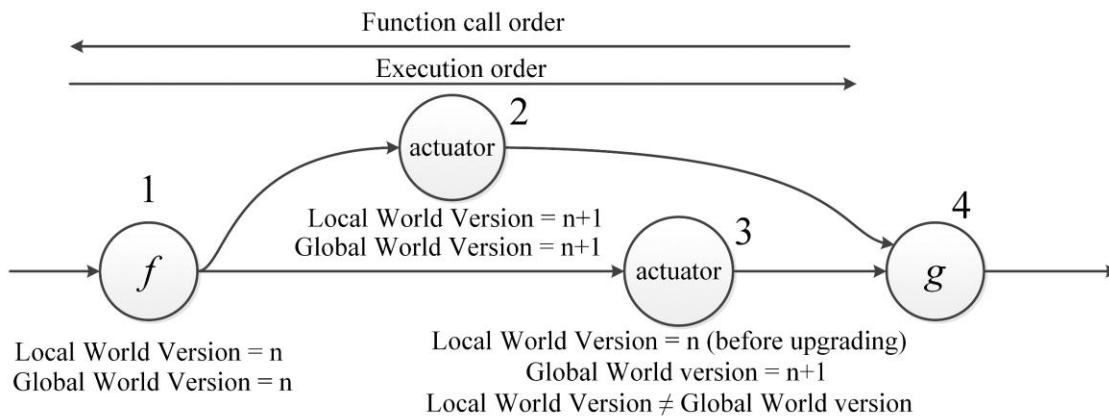 Function call order
Execution order
2
actuator
1
Local World Version = n+1
Global World Version = n+1
3
4
f
actuator
g
Local World Version = n
Global World Version = n
Local World Version = n (before upgrading)
Global World version = n+1
Local World Version ≠ Global World version